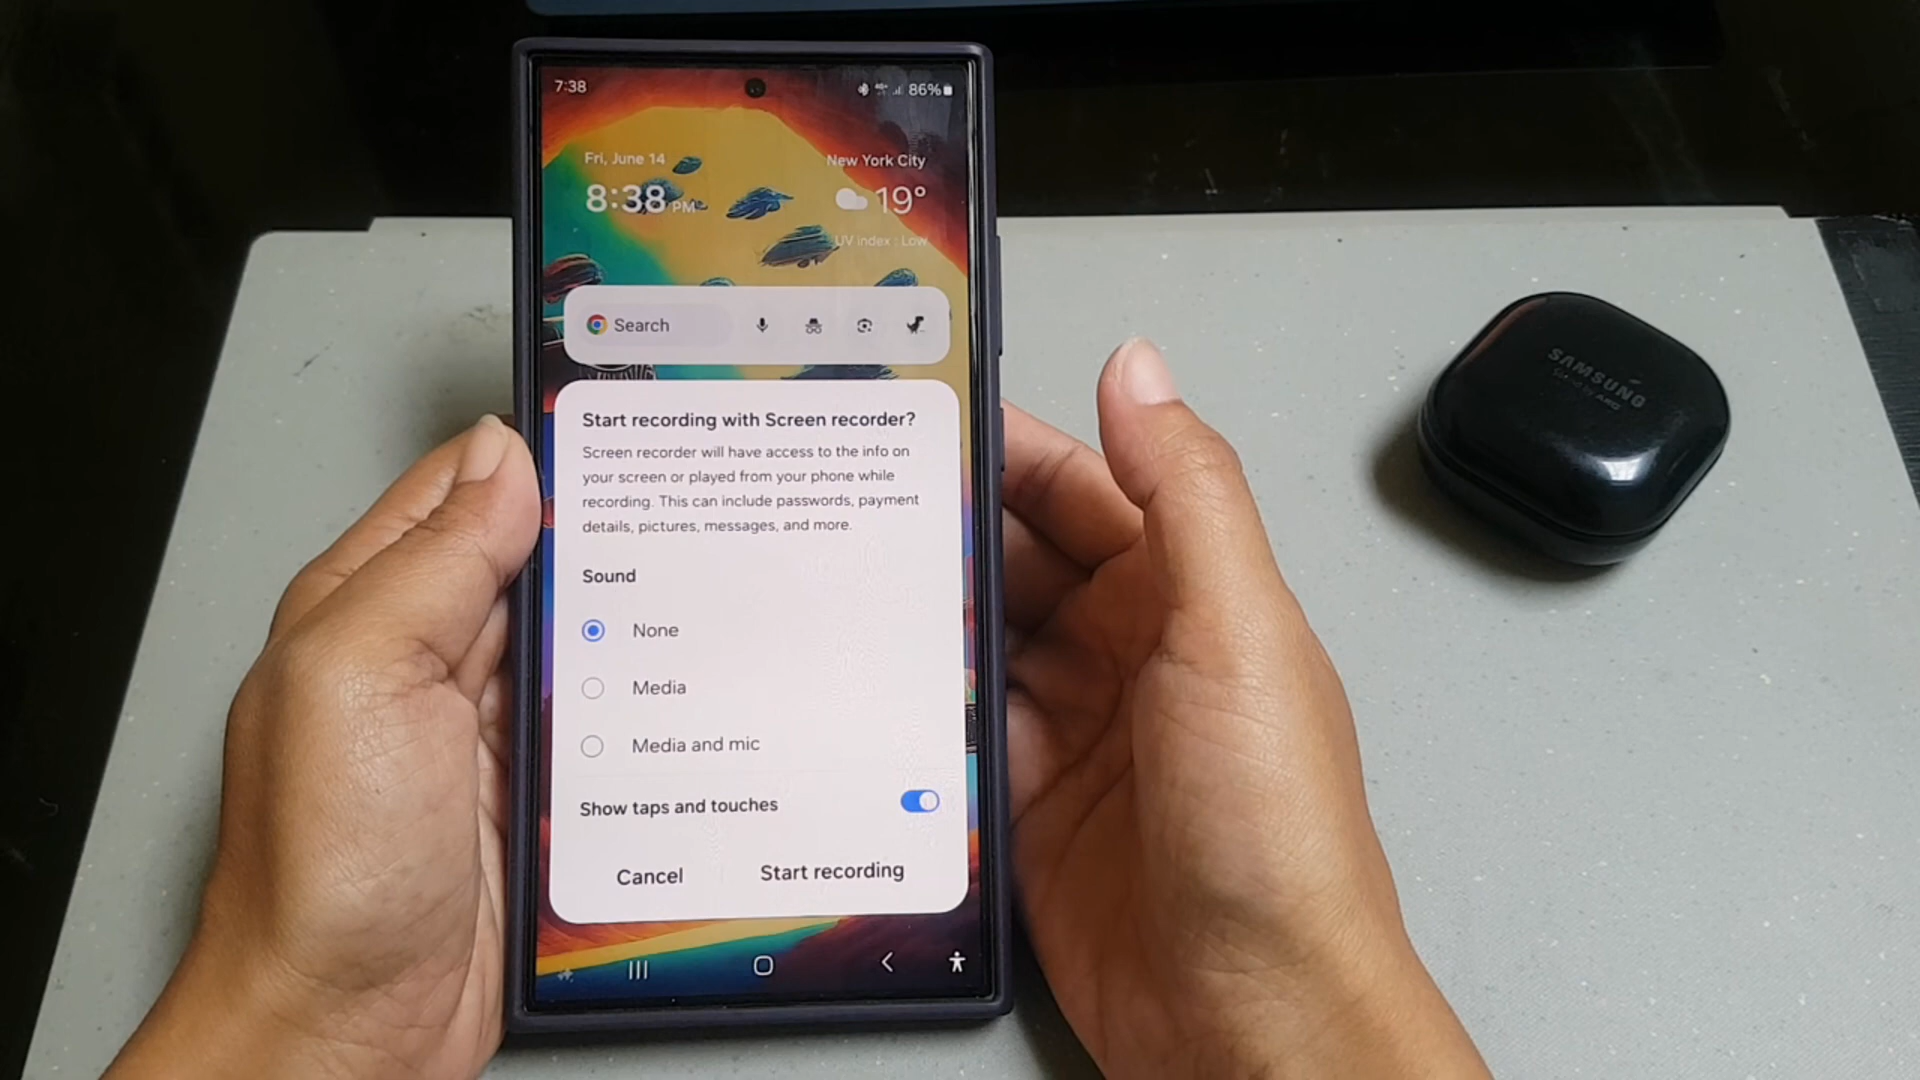 7:38
86%
Fri, June 14
New York City
8:38 PM
19°
UV index : Low
Search
Start recording with Screen recorder?
Screen recorder will have access to the info on
your screen or played from your phone while
recording. This can include passwords, payment
details, pictures, messages, and more.
Sound
None
Media
Media and mic
Show taps and touches
Cancel
Start recording
SAMSUNG
Sound by AKG